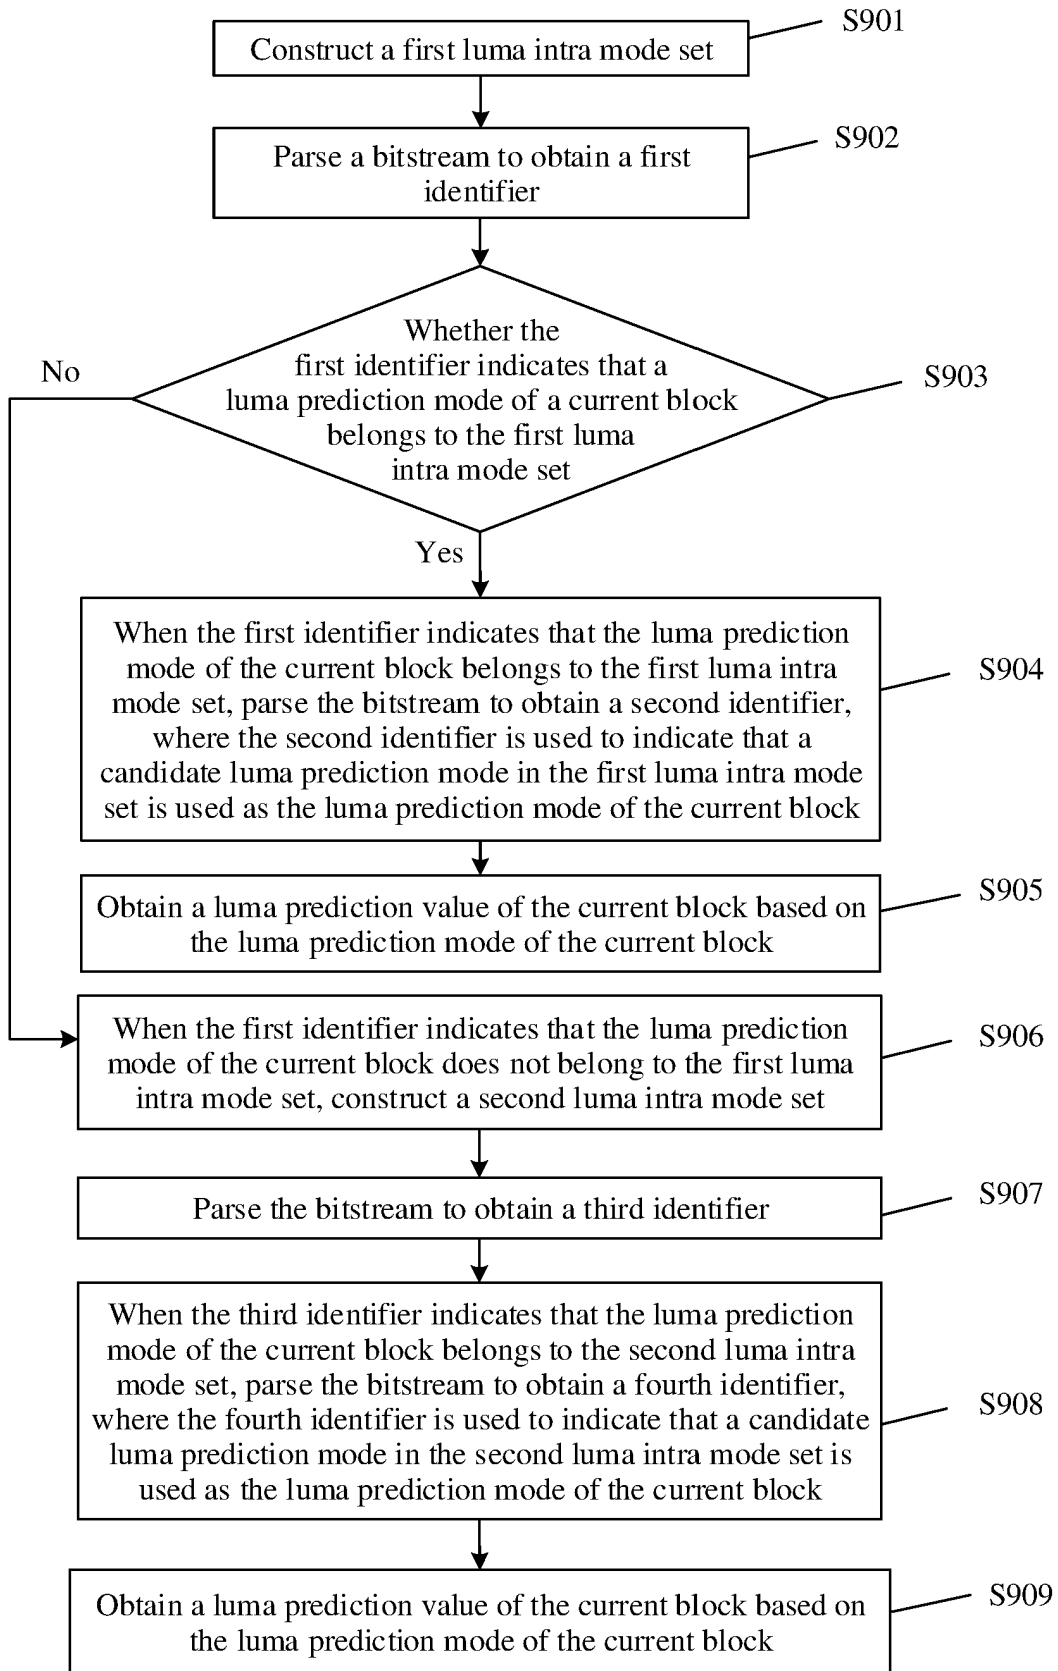 S901
Construct a first luma intra mode set
S902
Parse a bitstream to obtain a first
identifier
Whether the
first identifier indicates that a
luma prediction mode of a current block
belongs to the first luma
intra mode set
S903
No
Yes
When the first identifier indicates that the luma prediction
mode of the current block belongs to the first luma intra
mode set, parse the bitstream to obtain a second identifier,
where the second identifier is used to indicate that a
candidate luma prediction mode in the first luma intra mode
set is used as the luma prediction mode of the current block
S904
Obtain a luma prediction value of the current block based on
the luma prediction mode of the current block
S905
When the first identifier indicates that the luma prediction
mode of the current block does not belong to the first luma
intra mode set, construct a second luma intra mode set
S906
Parse the bitstream to obtain a third identifier
S907
When the third identifier indicates that the luma prediction
mode of the current block belongs to the second luma intra
mode set, parse the bitstream to obtain a fourth identifier,
where the fourth identifier is used to indicate that a candidate
luma prediction mode in the second luma intra mode set is
used as the luma prediction mode of the current block
S908
Obtain a luma prediction value of the current block based on
the luma prediction mode of the current block
S909